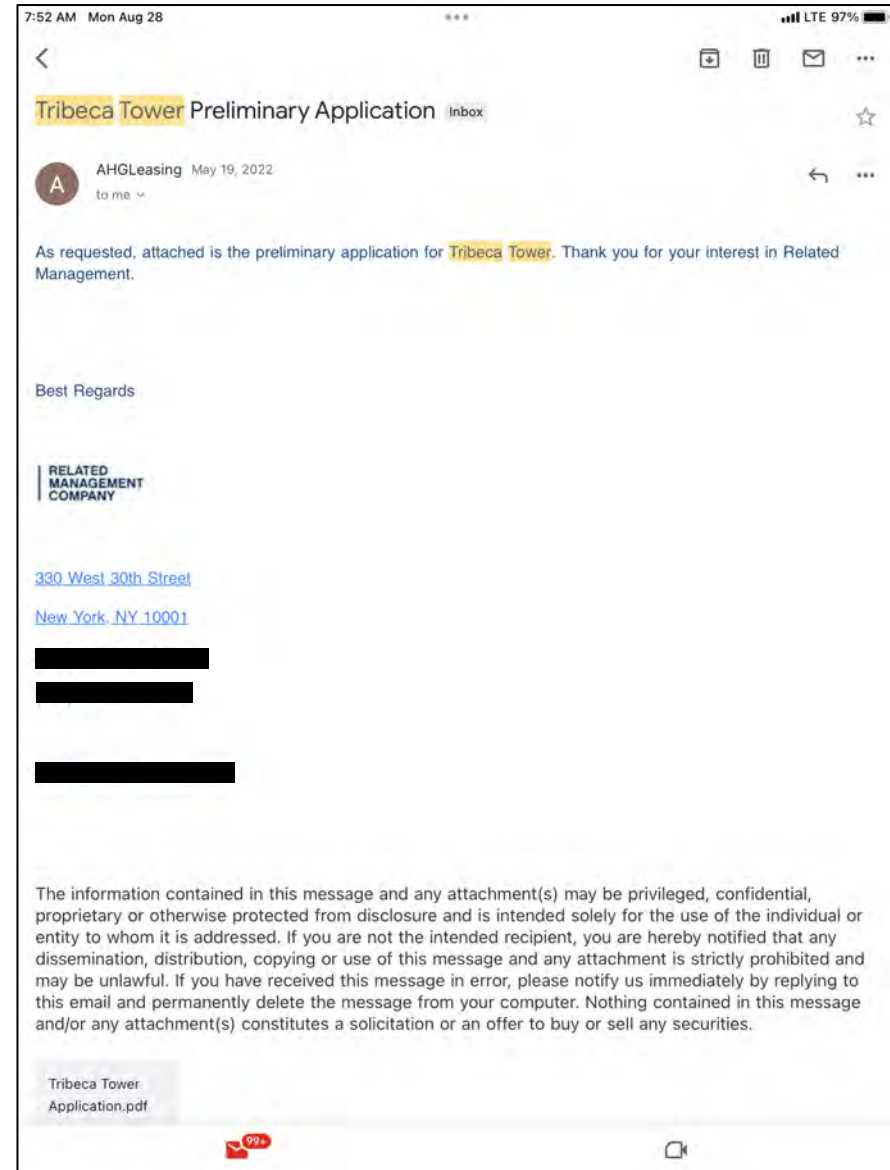 7:52 AM Mon Aug 28
LTE 97%
Tribeca Tower Preliminary Application Inbox
A
AHGLeasing May 19, 2022
to me
As requested, attached is the preliminary application for Tribeca Tower. Thank you for your interest in Related
Management.
Best Regards
RELATED
MANAGEMENT
COMPANY
330 West 30th Street
New York, NY 10001
The information contained in this message and any attachment(s) may be privileged, confidential,
proprietary or otherwise protected from disclosure and is intended solely for the use of the individual or
entity to whom it is addressed. If you are not the intended recipient, you are hereby notified that any
dissemination, distribution, copying or use of this message and any attachment is strictly prohibited and
may be unlawful. If you have received this message in error, please notify us immediately by replying to
this email and permanently delete the message from your computer. Nothing contained in this message
and/or any attachment(s) constitutes a solicitation or an offer to buy or sell any securities.
Tribeca Tower
Application.pdf
99+